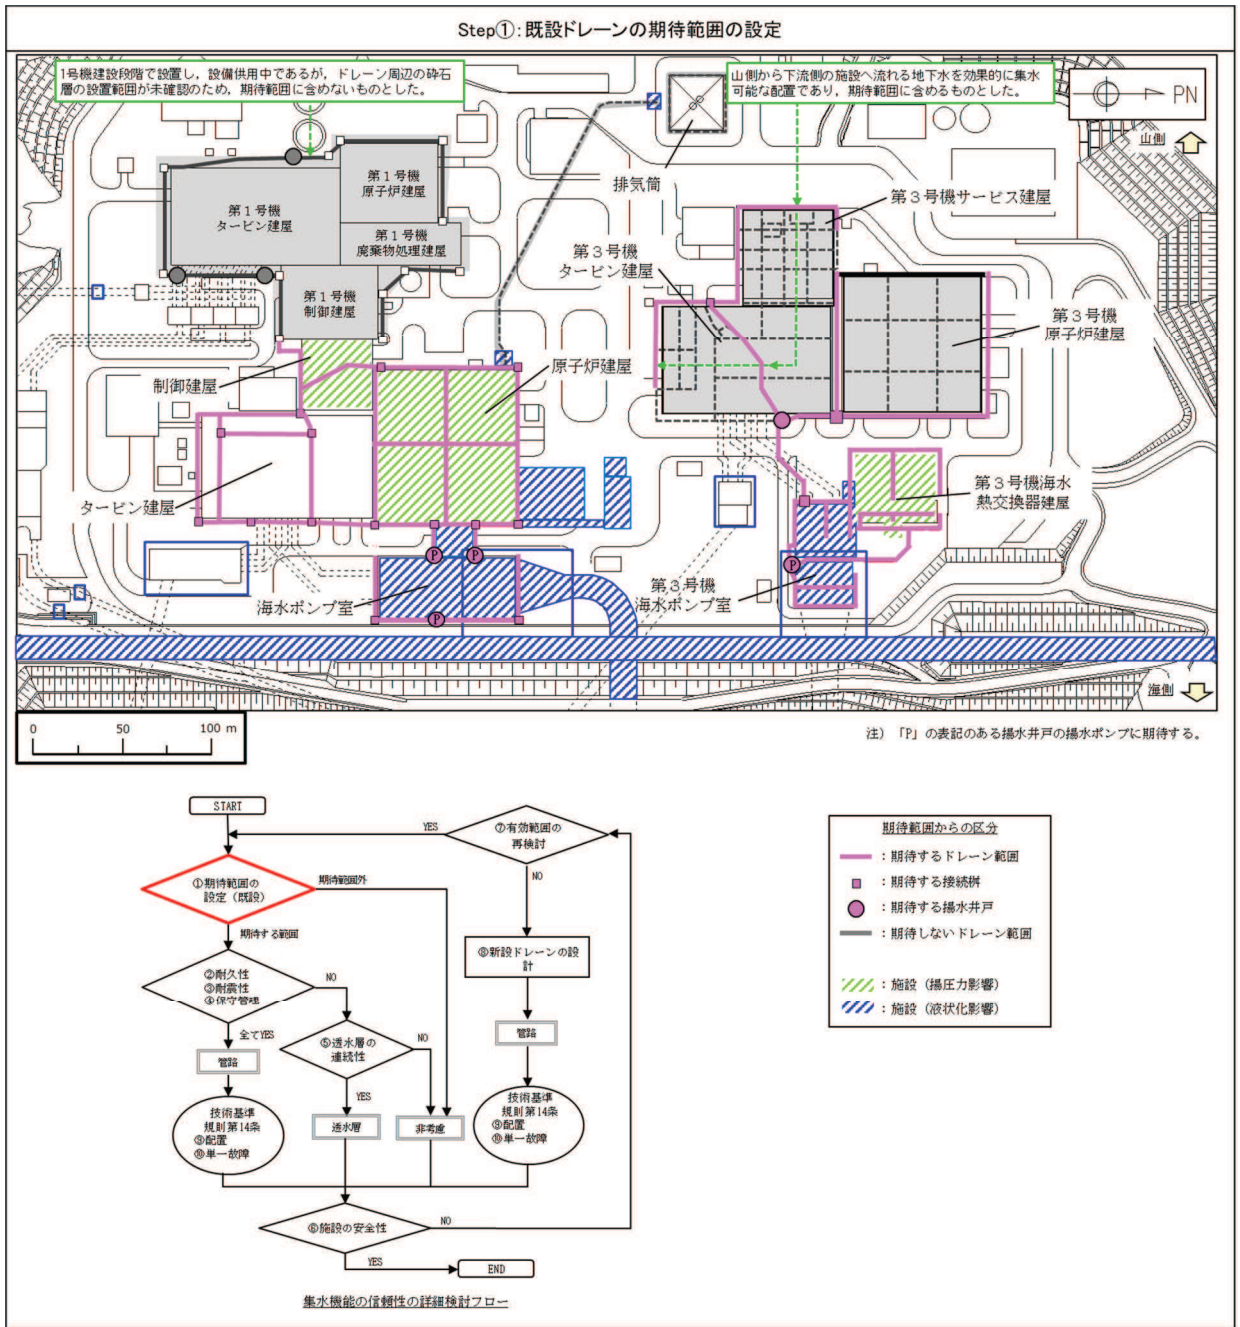 Step①：既設ドレーンの期待範囲の設定
1号機建設段階で設置し，設備供用中であるが，ドレーン周辺の砕石
層の設置範囲が未確認のため，期待範囲に含めないものとした。
山側から下流側の施設へ流れる地下水を効果的に集水
可能な配置であり，期待範囲に含めるものとした。
PN
山側
排気筒
第１号機
原子炉建屋
第１号機
タービン建屋
第１号機
廃棄物処理建屋
第１号機
制御建屋
第３号機サービス建屋
第３号機
タービン建屋
第３号機
原子炉建屋
制御建屋
原子炉建屋
タービン建屋
第３号機海水
熱交換器建屋
P
P
P
P
海水ポンプ室
第３号機
海水ポンプ室
海側
0 50 100 m
注）「P」の表記のある揚水井戸の揚水ポンプに期待する。
START
YES
⑦有効範囲の
再検討
①期待範囲の
設定（既設）
期待範囲外
NO
期待する範囲
⑧新設ドレーンの設
計
②耐久性
③耐震性
④保守管理
NO
全てYES
⑤透水層の
連続性
NO
管路
管路
YES
技術基準
規則第14条
⑨配置
⑩単一故障
透水層
非考慮
技術基準
規則第14条
⑨配置
⑩単一故障
⑥施設の安全性
NO
YES
END
集水機能の信頼性の詳細検討フロー
期待範囲からの区分
：期待するドレーン範囲
：期待する接続桝
：期待する揚水井戸
：期待しないドレーン範囲
：施設（揚圧力影響）
：施設（液状化影響）